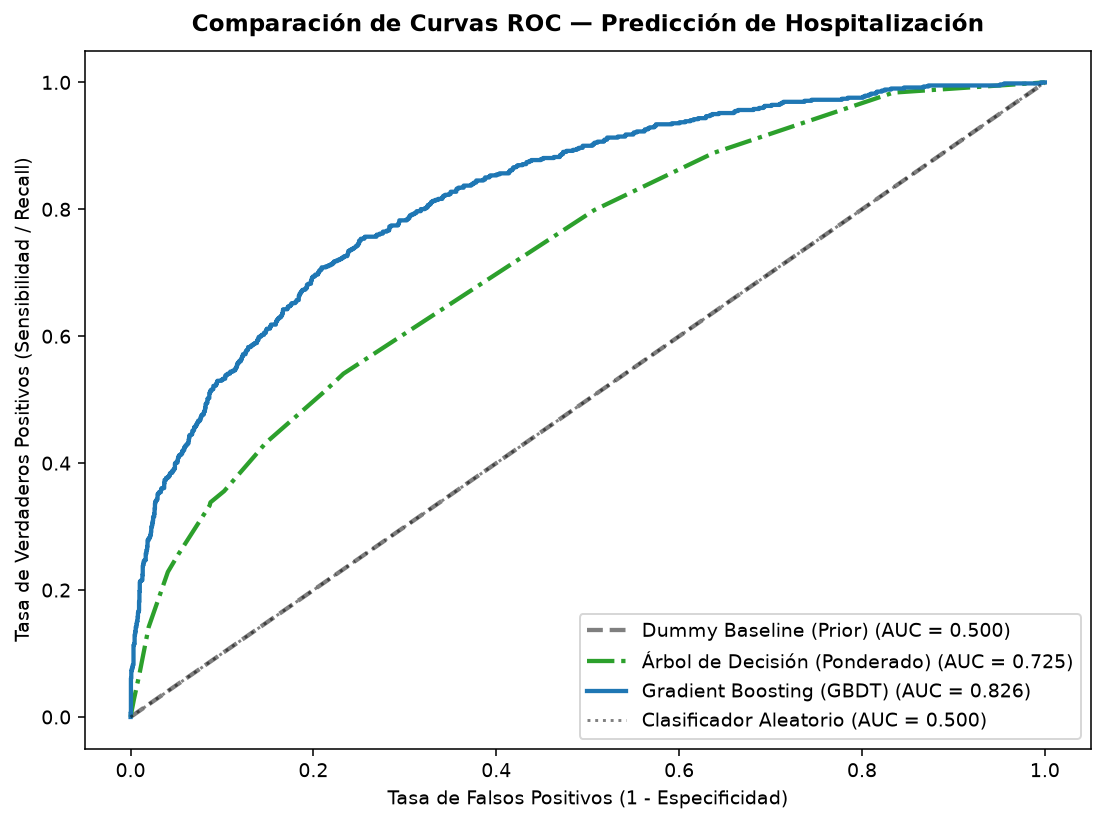 Comparación de Curvas ROC — Predicción de Hospitalización
Tasa de Verdaderos Positivos (Sensibilidad / Recall)
1.0
0.8
0.6
0.4
0.2
0.0
Dummy Baseline (Prior) (AUC = 0.500)
Árbol de Decisión (Ponderado) (AUC = 0.725)
Gradient Boosting (GBDT) (AUC = 0.826)
Clasificador Aleatorio (AUC = 0.500)
0.0 0.2 0.4 0.6 0.8 1.0
Tasa de Falsos Positivos (1 - Especificidad)